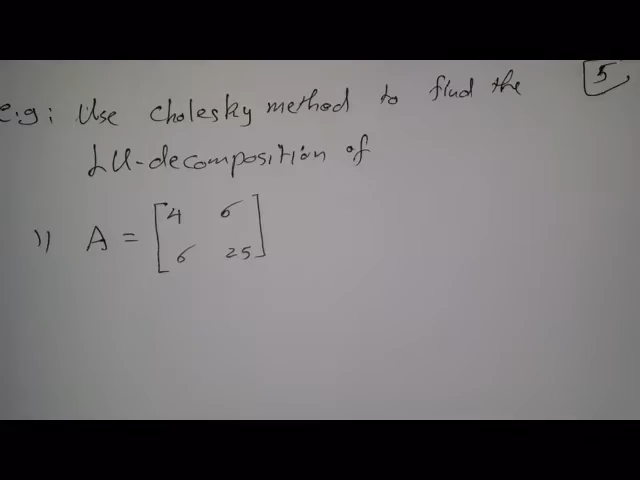 e.g: Use cholesky method to find the 5
LU-decomposition of
1) A = [4 6
6 25]